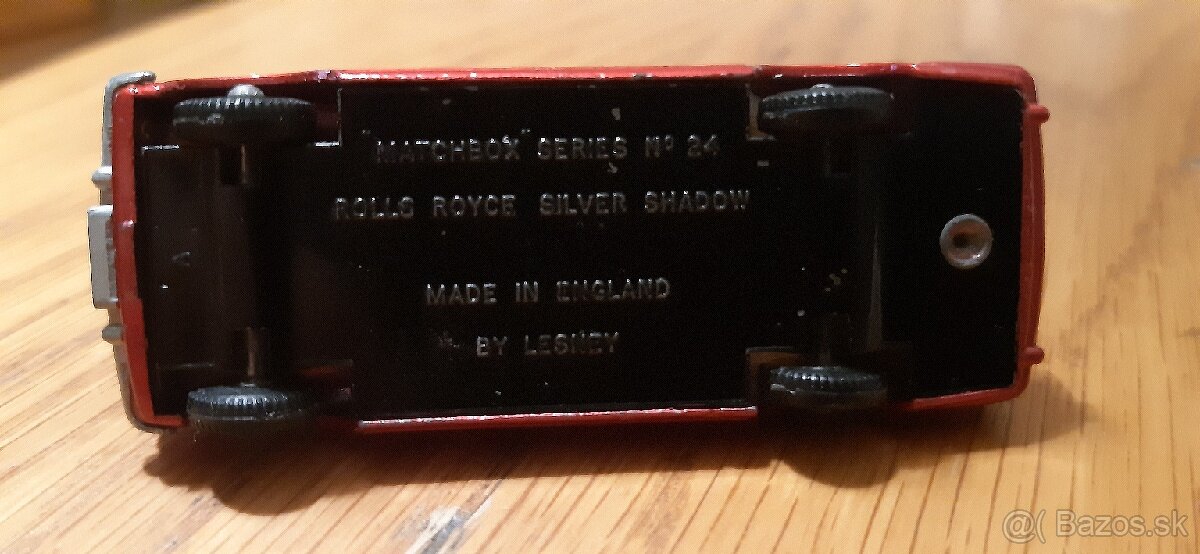 "MATCHBOX" SERIES Nº 24
ROLLS ROYCE SILVER SHADOW
MADE IN ENGLAND
BY LESNEY
A
@( Bazos.sk